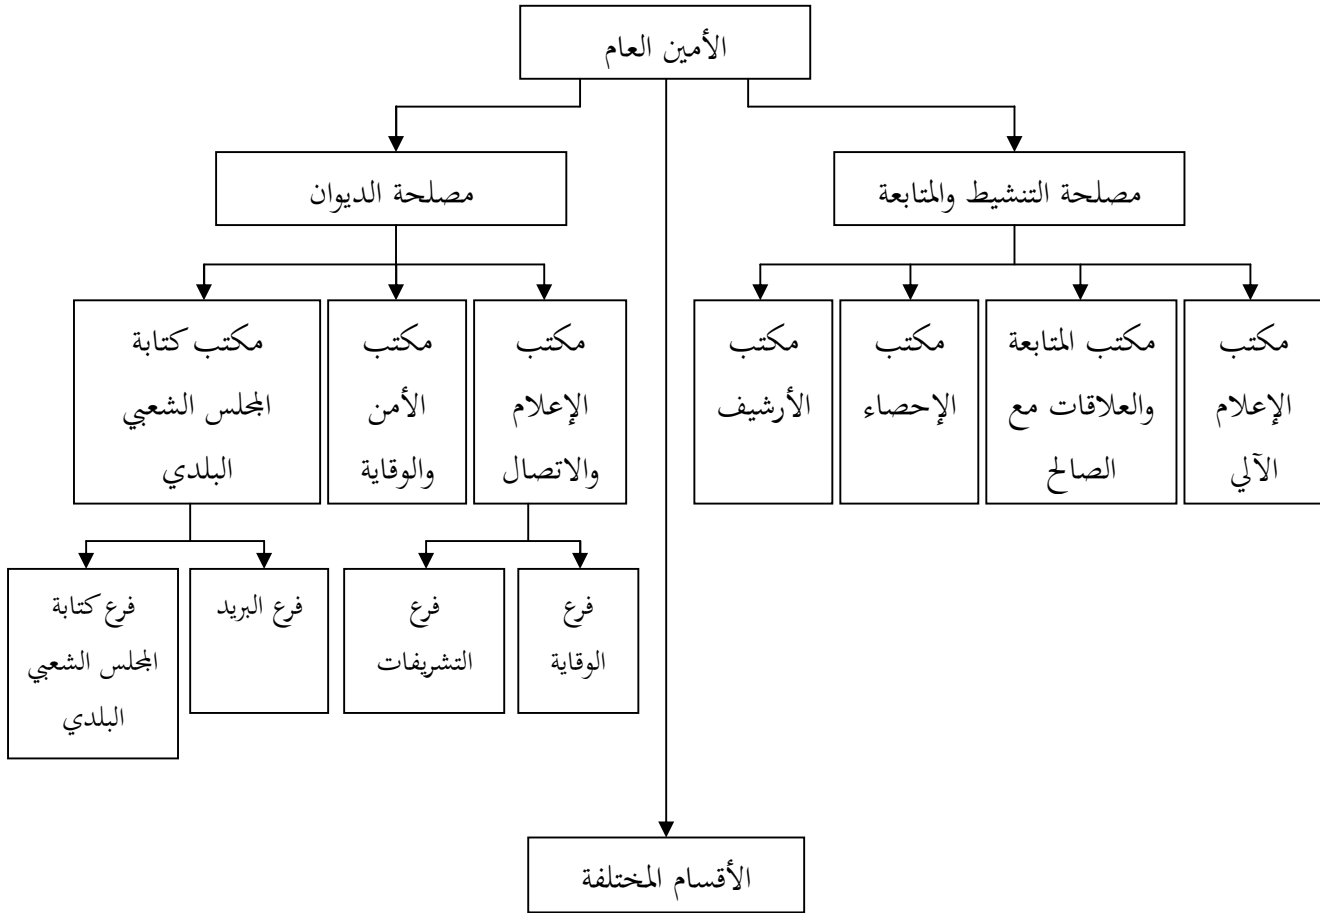 الأمين العام
مصلحة التنشيط والمتابعة
مصلحة الديوان
مكتب
الإعلام
الآلي
مكتب المتابعة
والعلاقات مع
الصالح
مكتب
الإحصاء
مكتب
الأرشيف
مكتب
الإعلام
والاتصال
مكتب
الأمن
والوقاية
مكتب كتابة
المجلس الشعبي
البلدي
فرع
الوقاية
فرع
التشريفات
فرع البريد
فرع كتابة
المجلس الشعبي
البلدي
الأقسام المختلفة